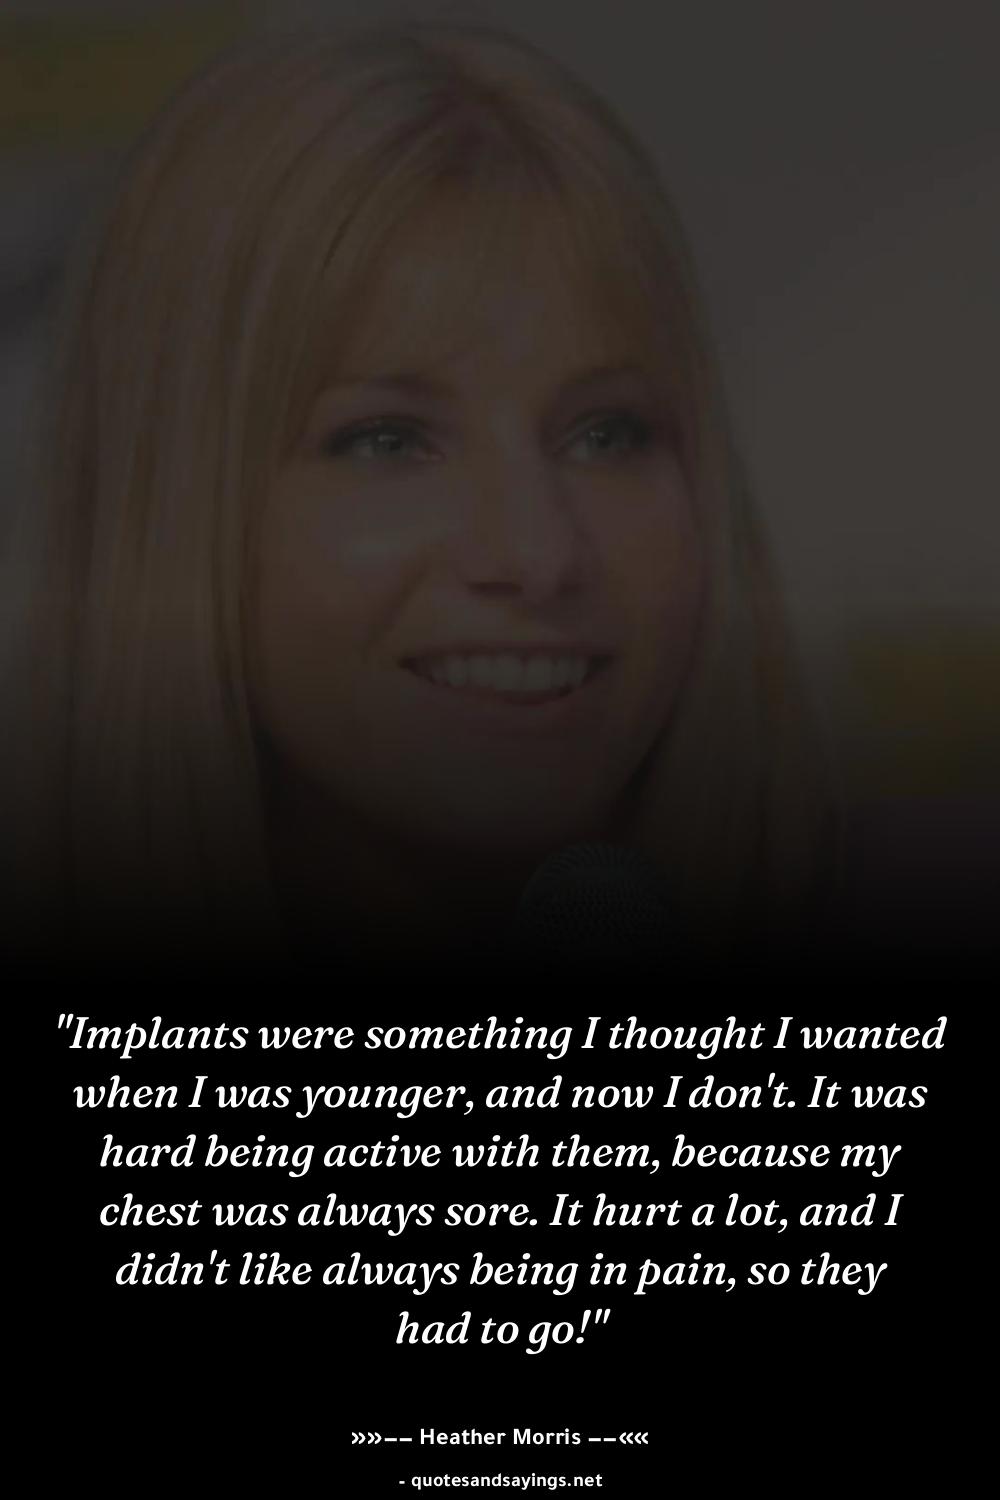 "Implants were something I thought I wanted
when I was younger, and now I don't. It was
hard being active with them, because my
chest was always sore. It hurt a lot, and I
didn't like always being in pain, so they
had to go!"
»»−− Heather Morris −−««
- quotesandsayings.net